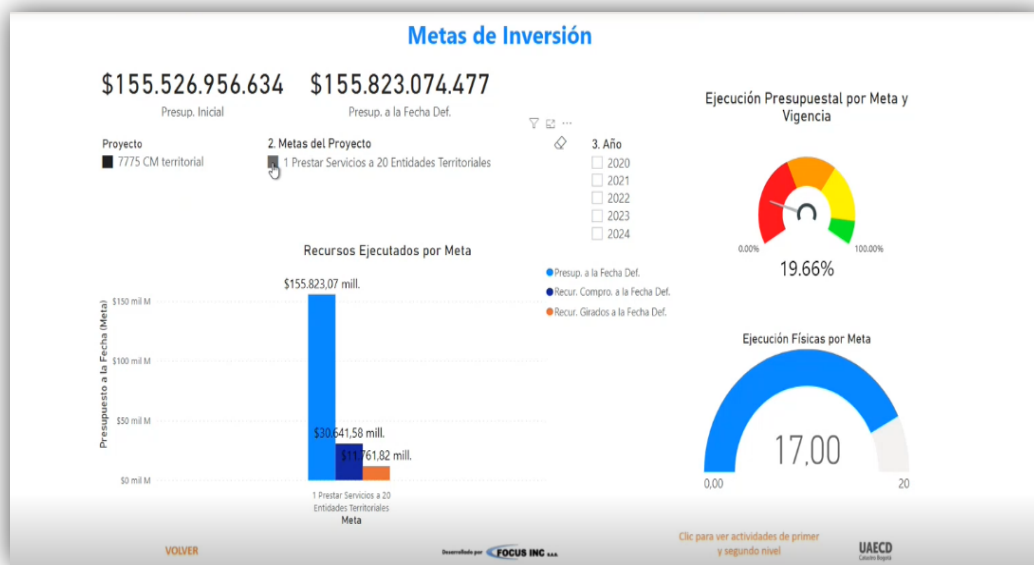 Metas de Inversión
$155.526.956.634
Presup. Inicial
$155.823.074.477
Presup. a la Fecha Def.
Proyecto
7775 CM territorial
2. Metas del Proyecto
1 Prestar Servicios a 20 Entidades Territoriales
3. Año
2020
2021
2022
2023
2024
Ejecución Presupuestal por Meta y
Vigencia
0.00%
100.00%
19.66%
Recursos Ejecutados por Meta
Presup. a la Fecha Def.
Recur. Compro. a la Fecha Def.
Recur. Girados a la Fecha Def.
Presupuesto a la Fecha (Meta)
$150 mil M
$100 mil M
$50 mil M
$0 mil M
$155.823,07 mill.
$30.641,58 mill.
$11.761,82 mill.
1 Prestar Servicios a 20
Entidades Territoriales
Meta
Ejecución Físicas por Meta
17,00
0,00
20
VOLVER
Desarrollado por
FOCUS INC S.A.S.
Clic para ver actividades de primer
y segundo nivel
UAECD
Catastro Bogotá